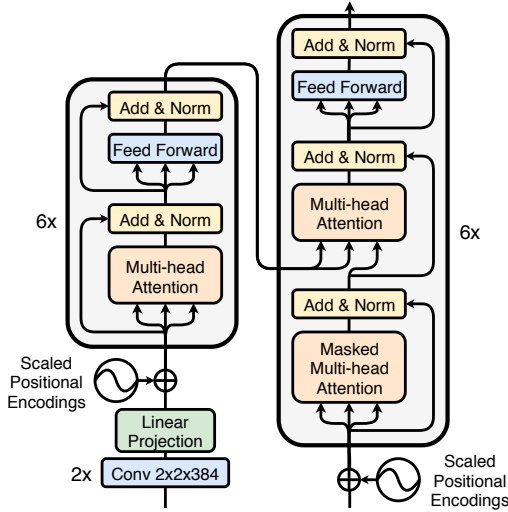 Add & Norm
Feed Forward
Add & Norm
Multi-head
Attention
6x
Scaled
Positional
Encodings
Linear
Projection
2x
Conv 2x2x384
Add & Norm
Feed Forward
Add & Norm
Multi-head
Attention
6x
Add & Norm
Masked
Multi-head
Attention
Scaled
Positional
Encodings